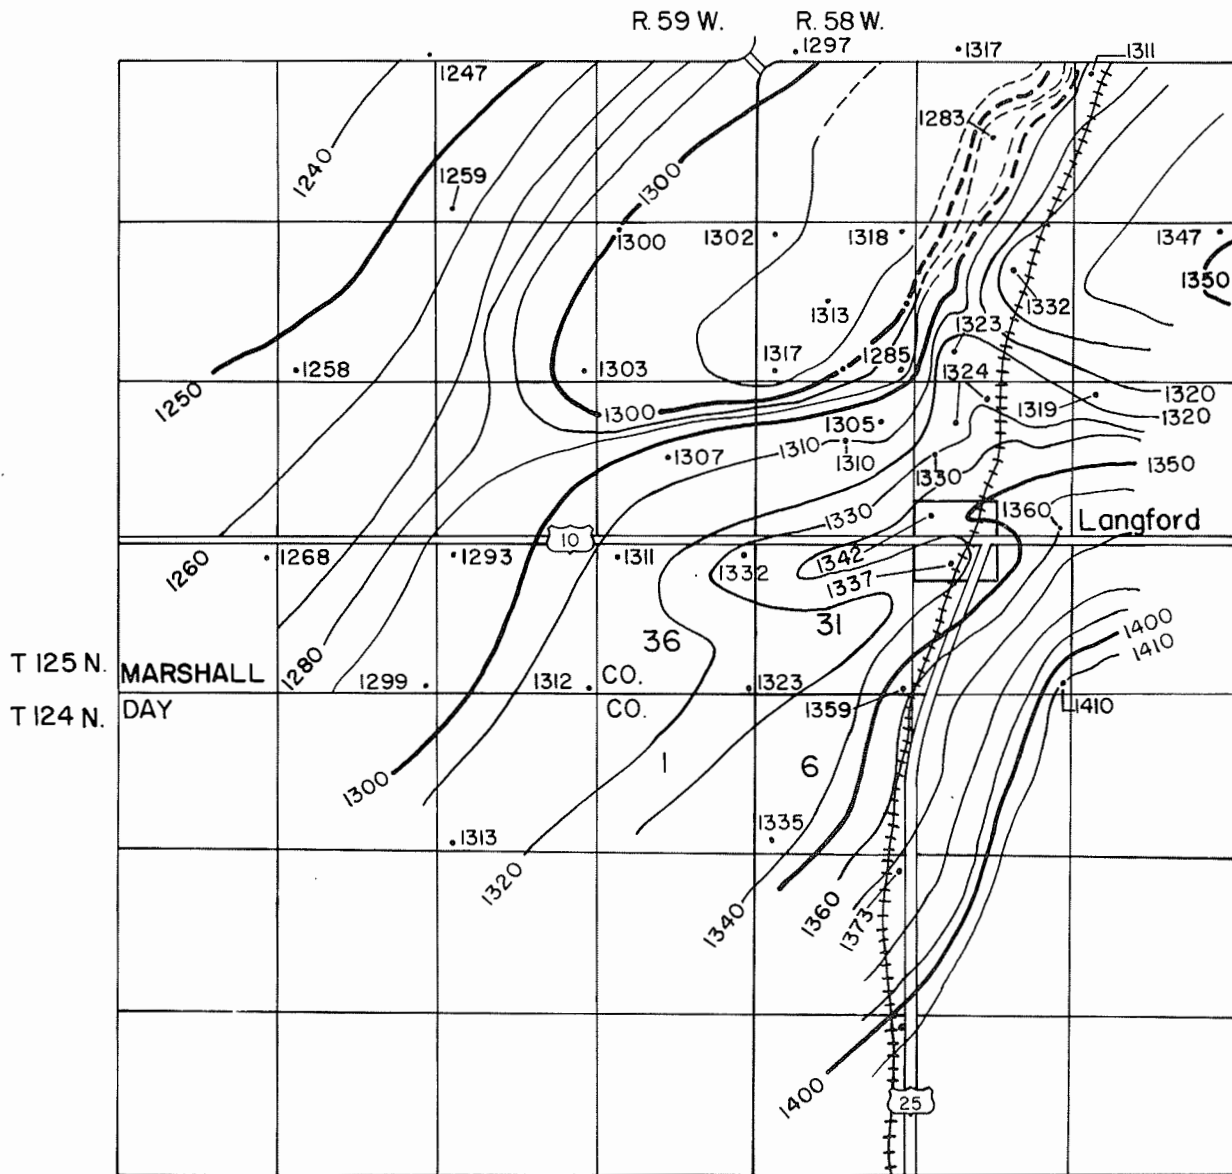 R. 59 W. R. 58 W.
1297 1317 1311
1247
1283
1240
1259
1300
1300 1302 1318 1347
1350
1332
1313
1323
1317 1285
1258 1303
1250
1324
1300 1319 1320
1305 1320
1310 1310
1307 1330 1350
1330 1360 Langford
10
1260 1268 1293 1311 1332 1342
1337
36 31 1400
1410
T 125 N. MARSHALL 1280 1299 1312 CO. 1323
T 124 N. DAY CO. 1359 1410
1 6
1300
1313 1335
1320
1340 1360 1373
1400
25